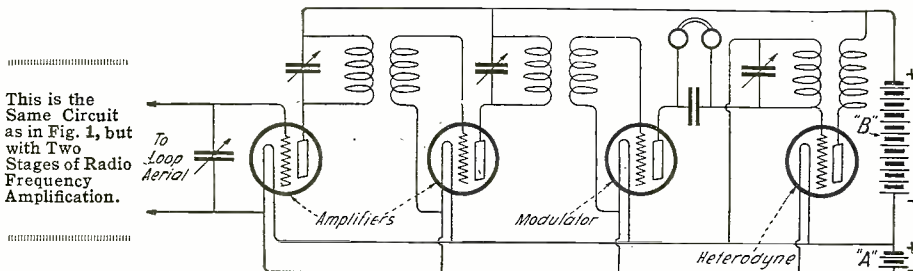 This is the
Same Circuit
as in Fig. 1, but
with Two
Stages of Radio
Frequency
Amplification.
To
Loop
Aerial
Amplifiers
Modulator
Heterodyne
"B"
"A"
+
-
+